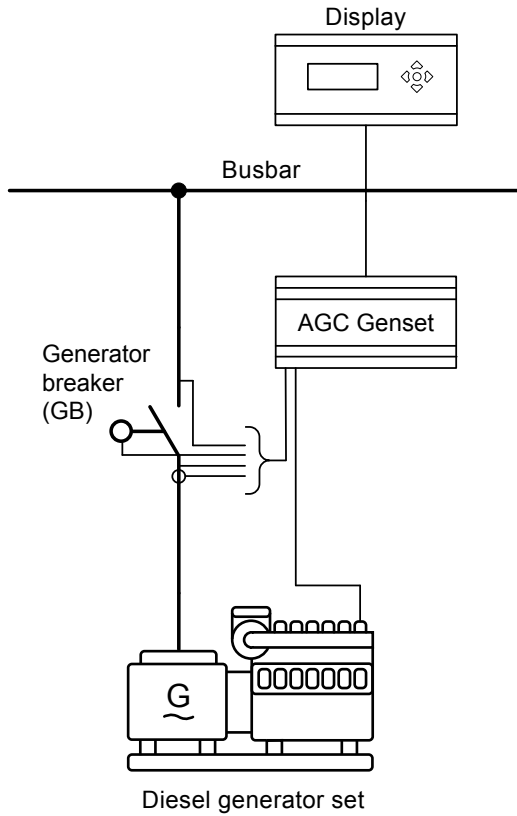 Display
Busbar
AGC Genset
Generator
breaker
(GB)
G
Diesel generator set